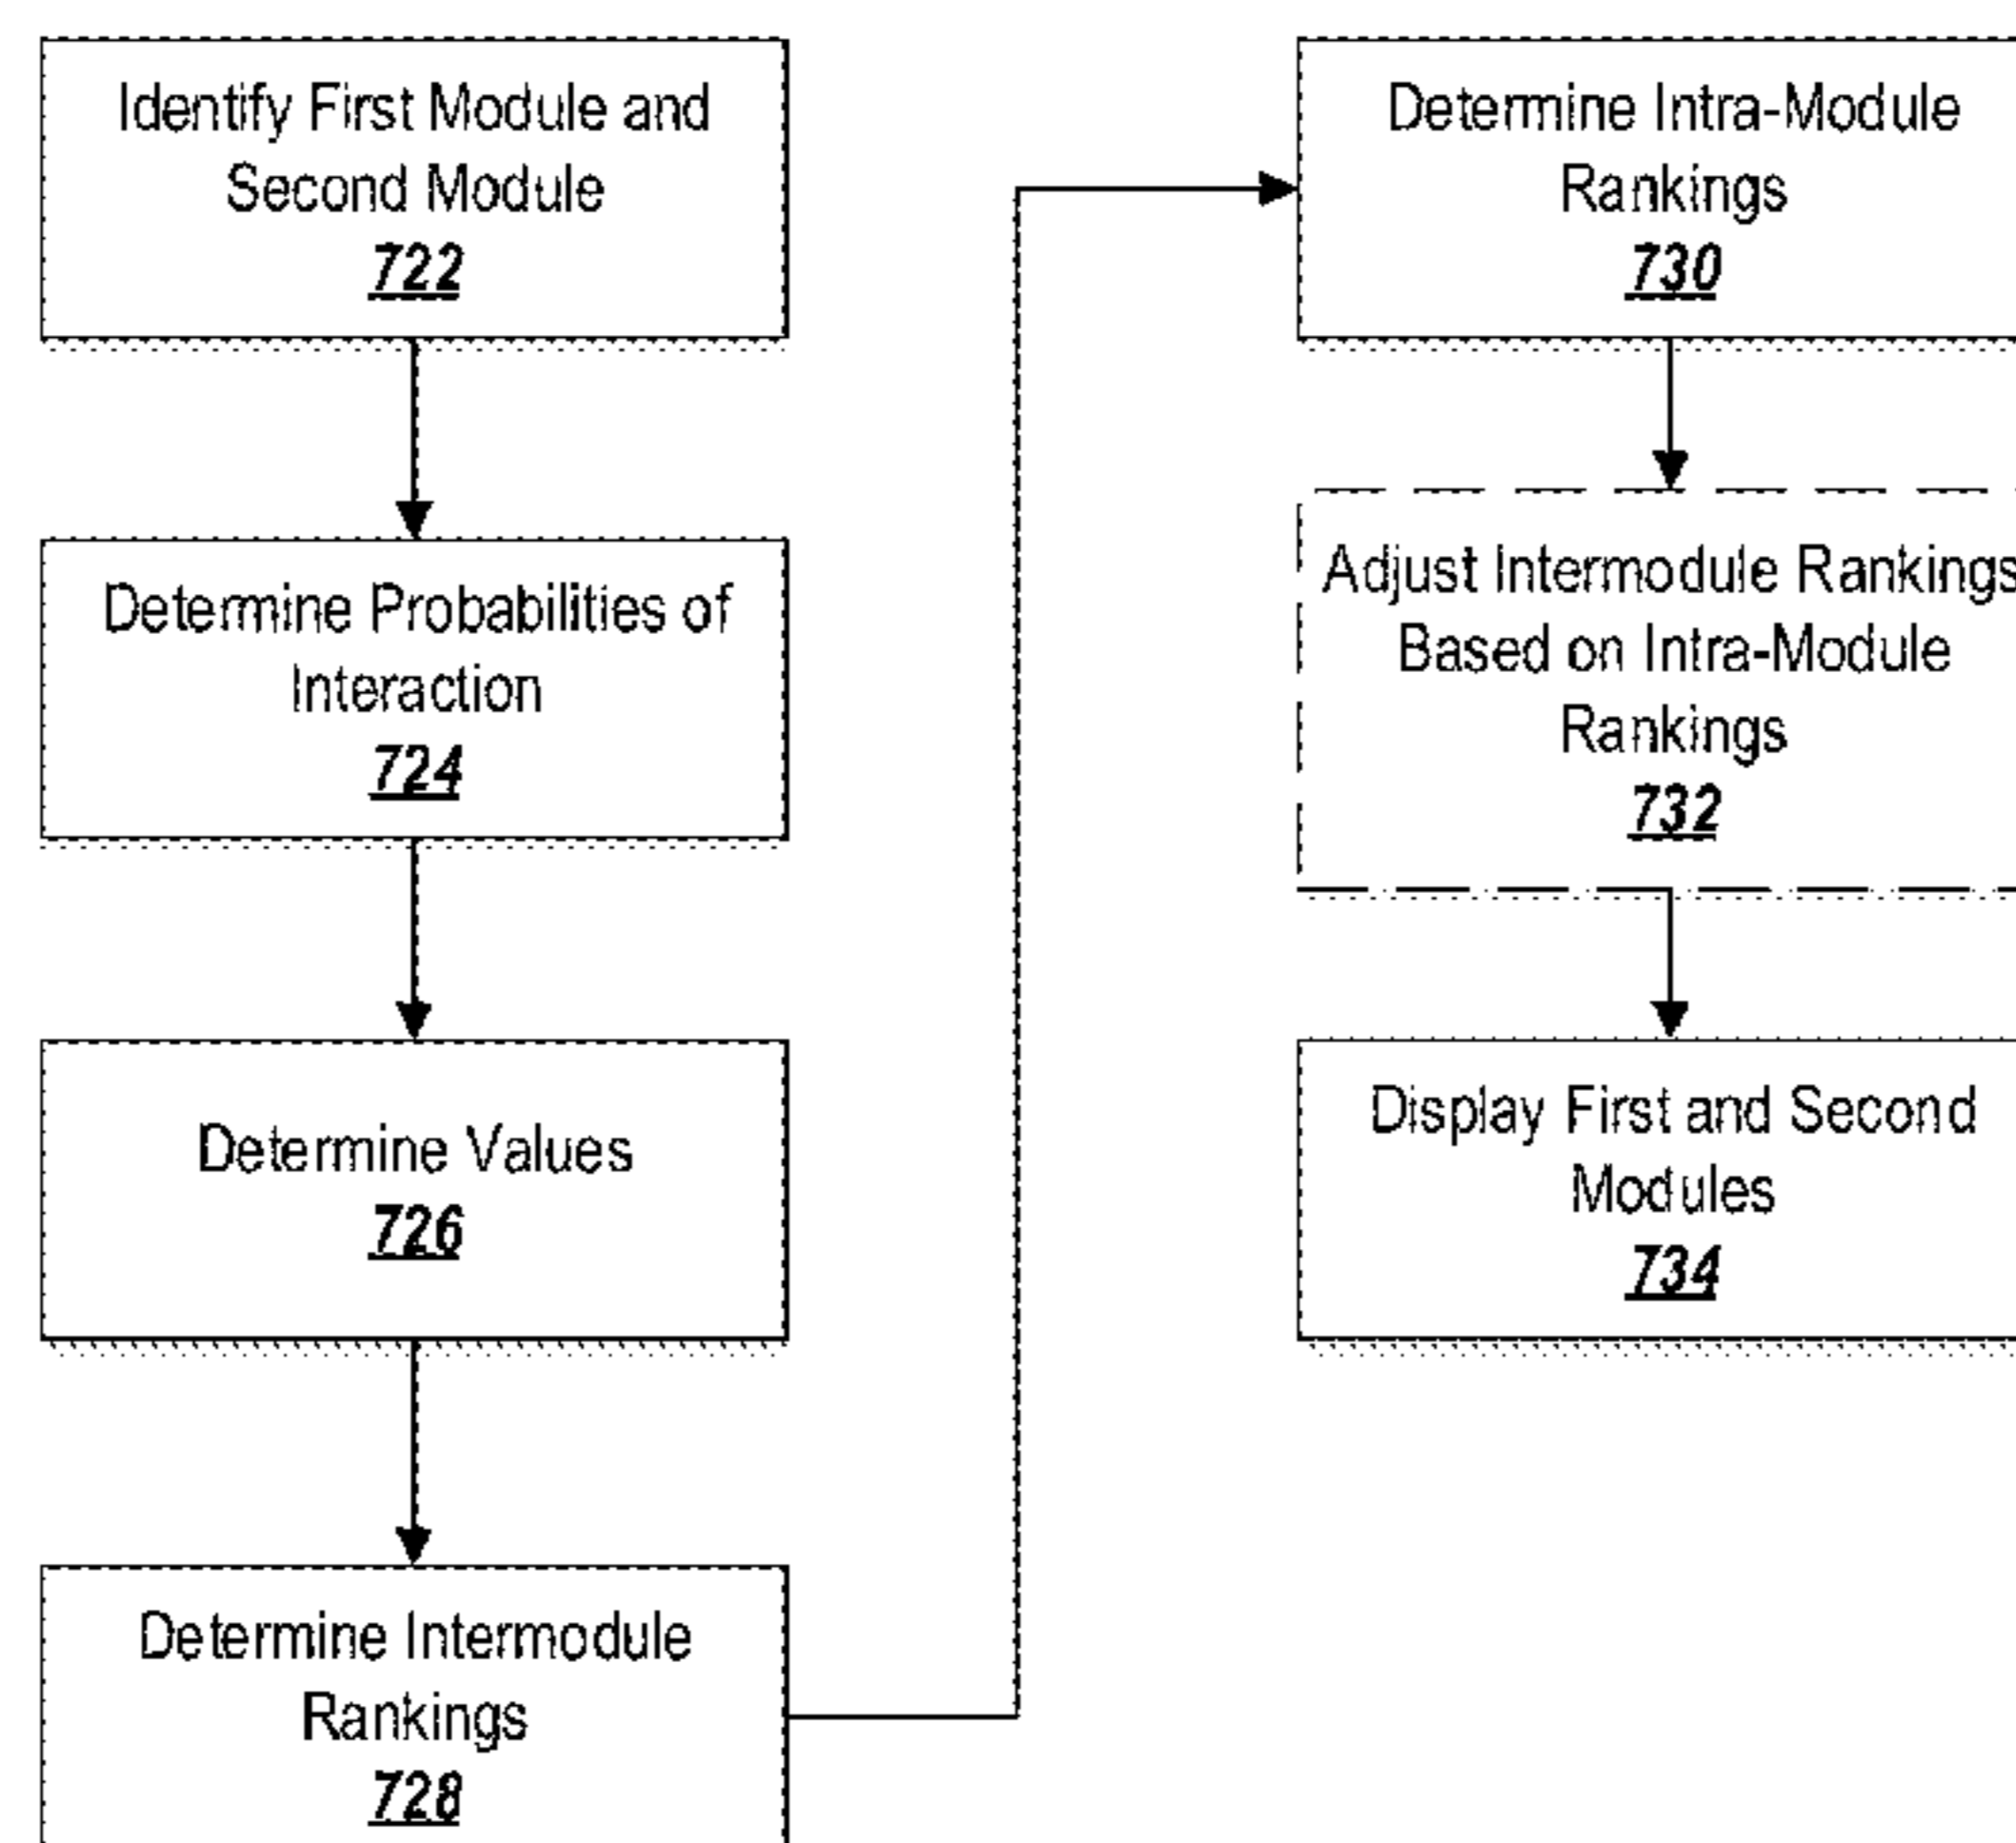 Identify First Module and
Second Module
722
Determine Probabilities of
Interaction
724
Determine Values
726
Determine Intermodule
Rankings
728
Determine Intra-Module
Rankings
730
Adjust Intermodule Rankings
Based on Intra-Module
Rankings
732
Display First and Second
Modules
734